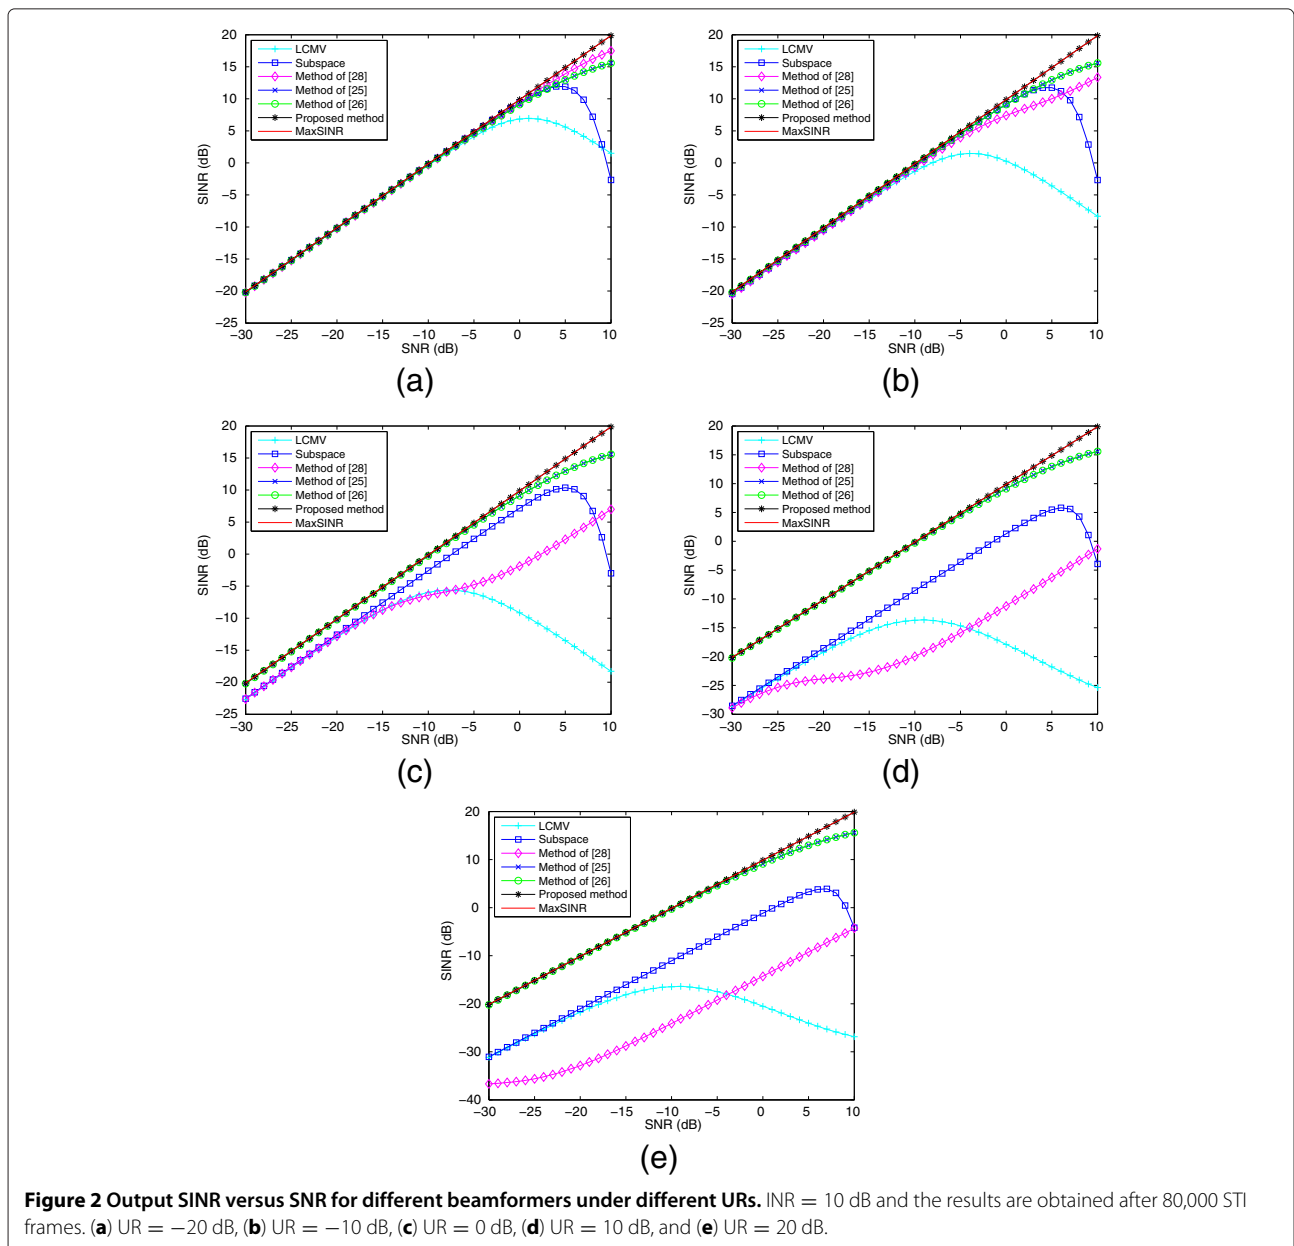 20
15
10
5
0
−5
−10
−15
−20
−25
SINR (dB)
−30 −25 −20 −15 −10 −5 0 5 10
SNR (dB)
LCMV
Subspace
Method of [28]
Method of [25]
Method of [26]
Proposed method
MaxSINR
(a)
20
15
10
5
0
−5
−10
−15
−20
−25
SINR (dB)
−30 −25 −20 −15 −10 −5 0 5 10
SNR (dB)
LCMV
Subspace
Method of [28]
Method of [25]
Method of [26]
Proposed method
MaxSINR
(b)
20
15
10
5
0
−5
−10
−15
−20
−25
SINR (dB)
−30 −25 −20 −15 −10 −5 0 5 10
SNR (dB)
LCMV
Subspace
Method of [28]
Method of [25]
Method of [26]
Proposed method
MaxSINR
(c)
20
15
10
5
0
−5
−10
−15
−20
−25
−30
SINR (dB)
−30 −25 −20 −15 −10 −5 0 5 10
SNR (dB)
LCMV
Subspace
Method of [28]
Method of [25]
Method of [26]
Proposed method
MaxSINR
(d)
20
10
0
−10
−20
−30
−40
SINR (dB)
−30 −25 −20 −15 −10 −5 0 5 10
SNR (dB)
LCMV
Subspace
Method of [28]
Method of [25]
Method of [26]
Proposed method
MaxSINR
(e)
Figure 2 Output SINR versus SNR for different beamformers under different URs. INR = 10 dB and the results are obtained after 80,000 STI
frames. (a) UR = −20 dB, (b) UR = −10 dB, (c) UR = 0 dB, (d) UR = 10 dB, and (e) UR = 20 dB.